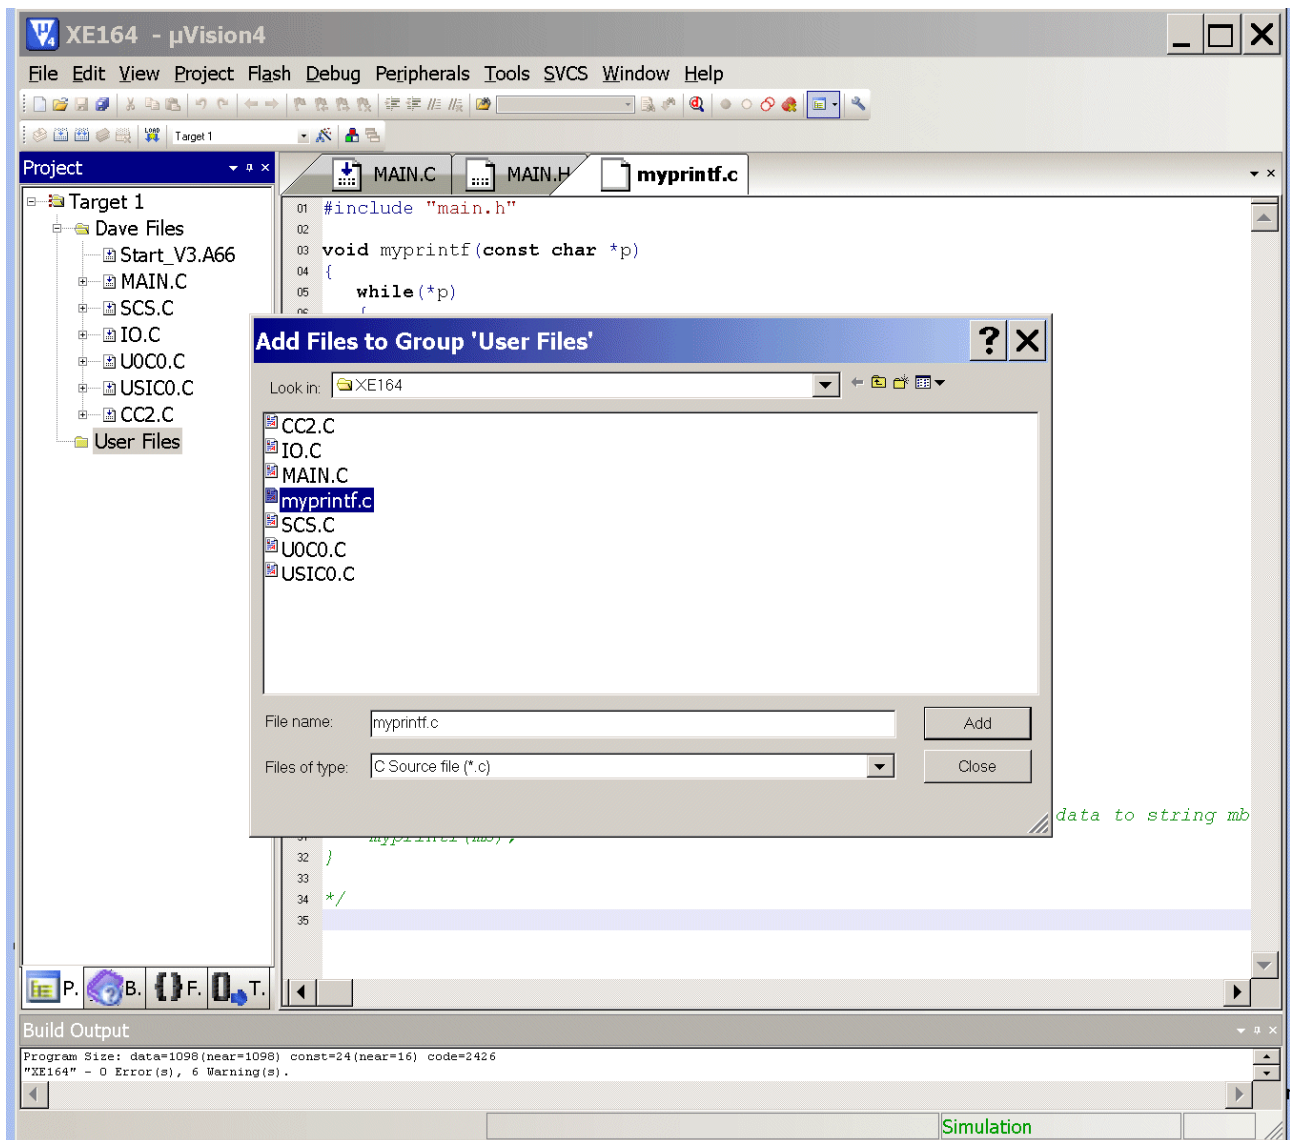 XE164 - µVision4
File Edit View Project Flash Debug Peripherals Tools SVCS Window Help
Target 1
Project
MAIN.C MAIN.H myprintf.c
Target 1
Dave Files
Start_V3.A66
MAIN.C
SCS.C
IO.C
U0C0.C
USIC0.C
CC2.C
User Files
01 #include "main.h"
02
03 void myprintf(const char *p)
04 {
05 while(*p)
06 {
Add Files to Group 'User Files'
Look in: XE164
CC2.C
IO.C
MAIN.C
myprintf.c
SCS.C
U0C0.C
USIC0.C
File name: myprintf.c Add
Files of type: C Source file (*.c) Close
data to string mb
31 myprintf(mb);
32 }
33
34 */
35
P. B. F. T.
Build Output
Program Size: data=1098(near=1098) const=24(near=16) code=2426
"XE164" - 0 Error(s), 6 Warning(s).
Simulation